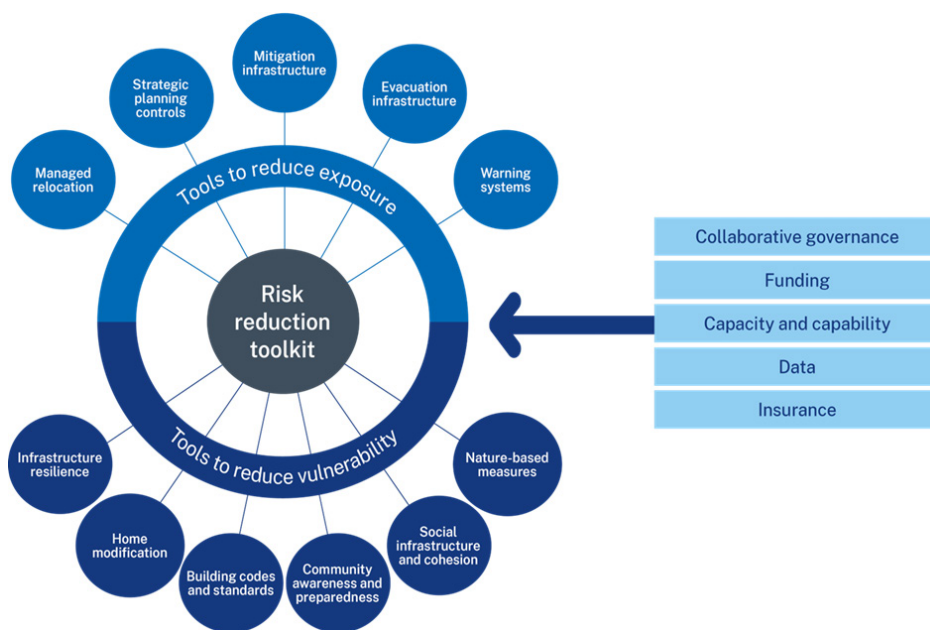 Mitigation
infrastructure
Strategic
planning
controls
Evacuation
infrastructure
Managed
relocation
Warning
systems
Tools to reduce exposure
Risk
reduction
toolkit
Tools to reduce vulnerability
Infrastructure
resilience
Home
modification
Building codes
and standards
Community
awareness and
preparedness
Social
infrastructure
and cohesion
Nature-based
measures
Collaborative governance
Funding
Capacity and capability
Data
Insurance